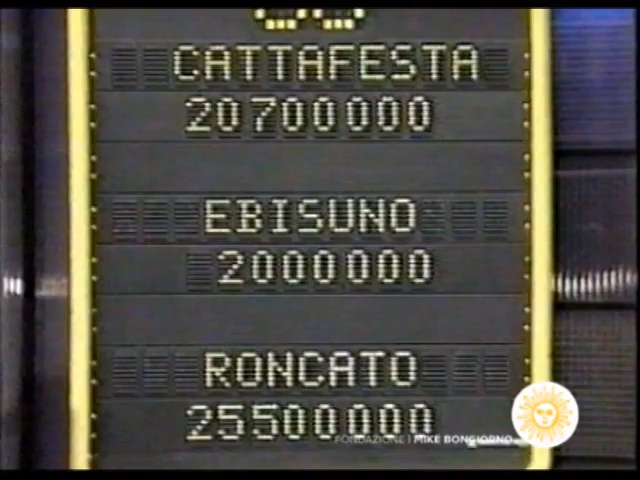 CATTAFESTA
20700000
EBISUNO
2000000
RONCATO
25500000
FONDAZIONE | MIKE BONGIORNO